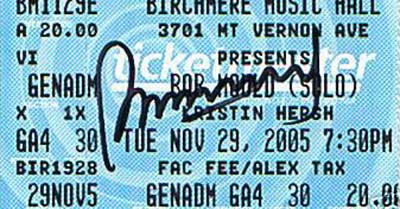 BM1129E BIRCHMERE MUSIC HALL
A 20.00 3701 MT VERNON AVE
VI PRESENTS
GENADM BOB MOULD (SOLO)
X 1X KRISTIN HERSH
GA4 30 TUE NOV 29, 2005 7:30PM
BIR1928 FAC FEE/ALEX TAX
29NOV5 GENADM GA4 30 20.00